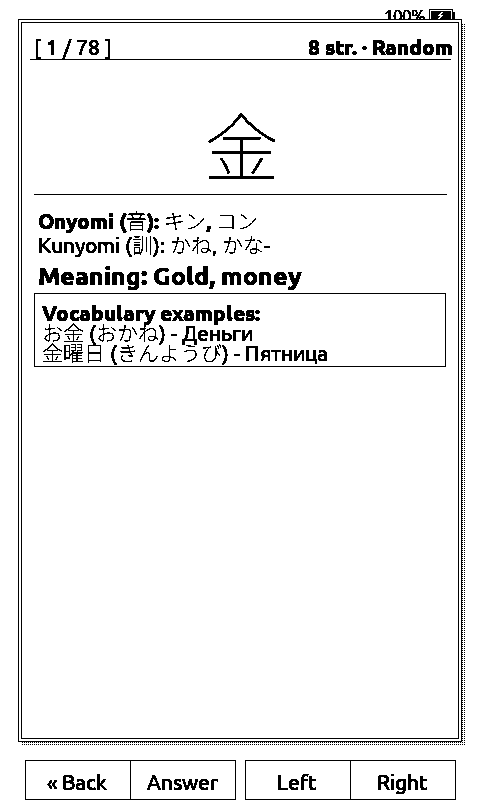 100%
[ 1 / 78 ] 8 str. · Random
金
Onyomi (音): キン, コン
Kunyomi (訓): かね, かな-
Meaning: Gold, money
Vocabulary examples:
お金 (おかね) - Деньги
金曜日 (きんようび) - Пятница
« Back Answer Left Right